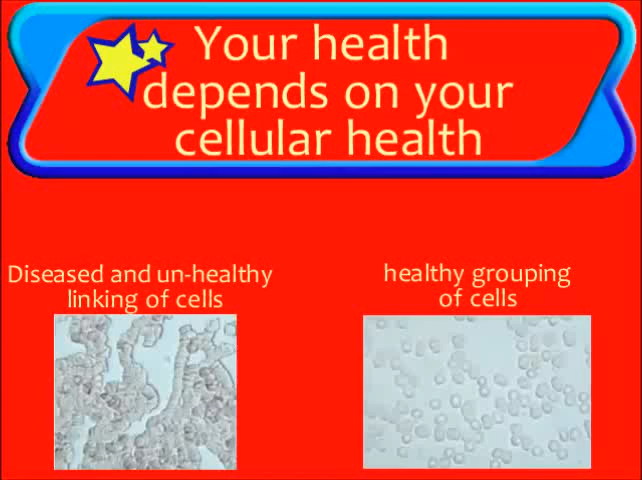 Your health
depends on your
cellular health
Diseased and un-healthy
linking of cells
healthy grouping
of cells